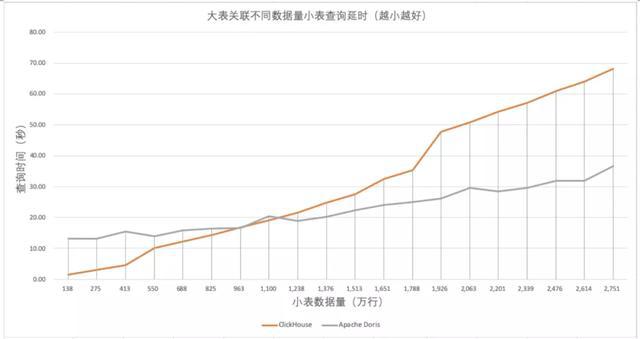 大表关联不同数据量小表查询延时（越小越好）
80.00
70.00
60.00
50.00
40.00
30.00
20.00
10.00
0.00
查询时间（秒）
138 275 413 550 688 825 963 1,100 1,238 1,376 1,513 1,651 1,788 1,926 2,063 2,201 2,339 2,476 2,614 2,751
小表数据量（万行）
ClickHouse Apache Doris